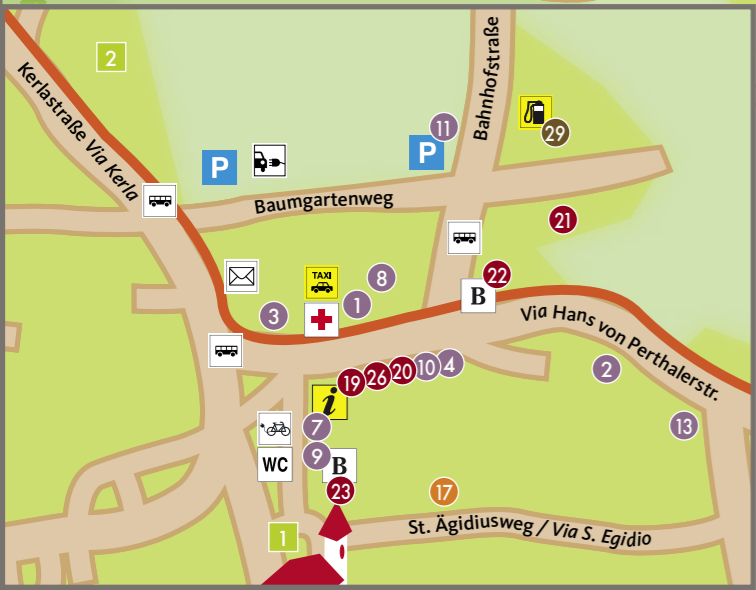 2
Kerlastraße Via Kerla
Bahnhofstraße
11
P
P
29
Baumgartenweg
21
TAXI
8
22
B
1
3
Via Hans von Perthalerstr.
19
26
20
10
4
2
i
7
13
WC
9
B
23
17
St. Ägidiusweg / Via S. Egidio
1